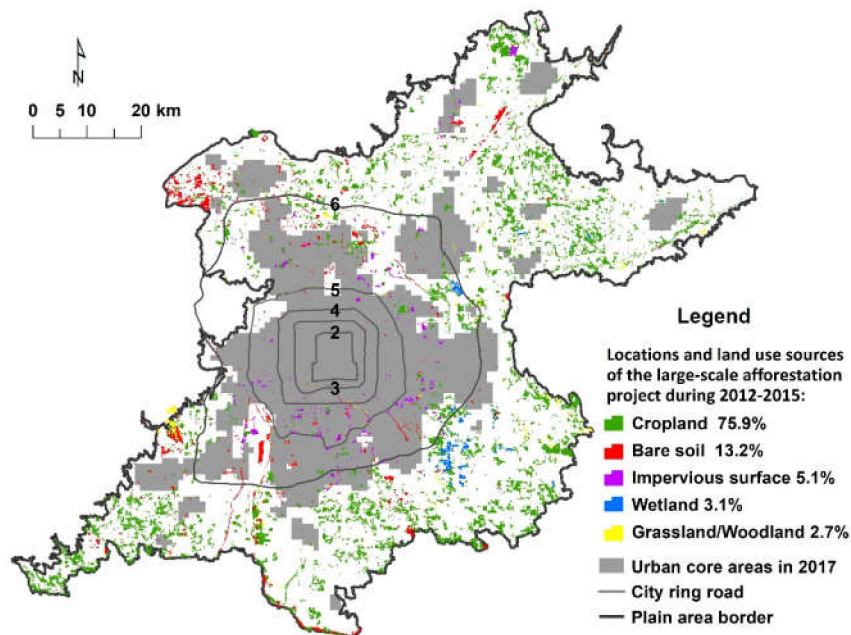 N
0 5 10 20 km
6
5
4
2
3
Legend
Locations and land use sources
of the large-scale afforestation
project during 2012-2015:
Cropland 75.9%
Bare soil 13.2%
Impervious surface 5.1%
Wetland 3.1%
Grassland/Woodland 2.7%
Urban core areas in 2017
City ring road
Plain area border